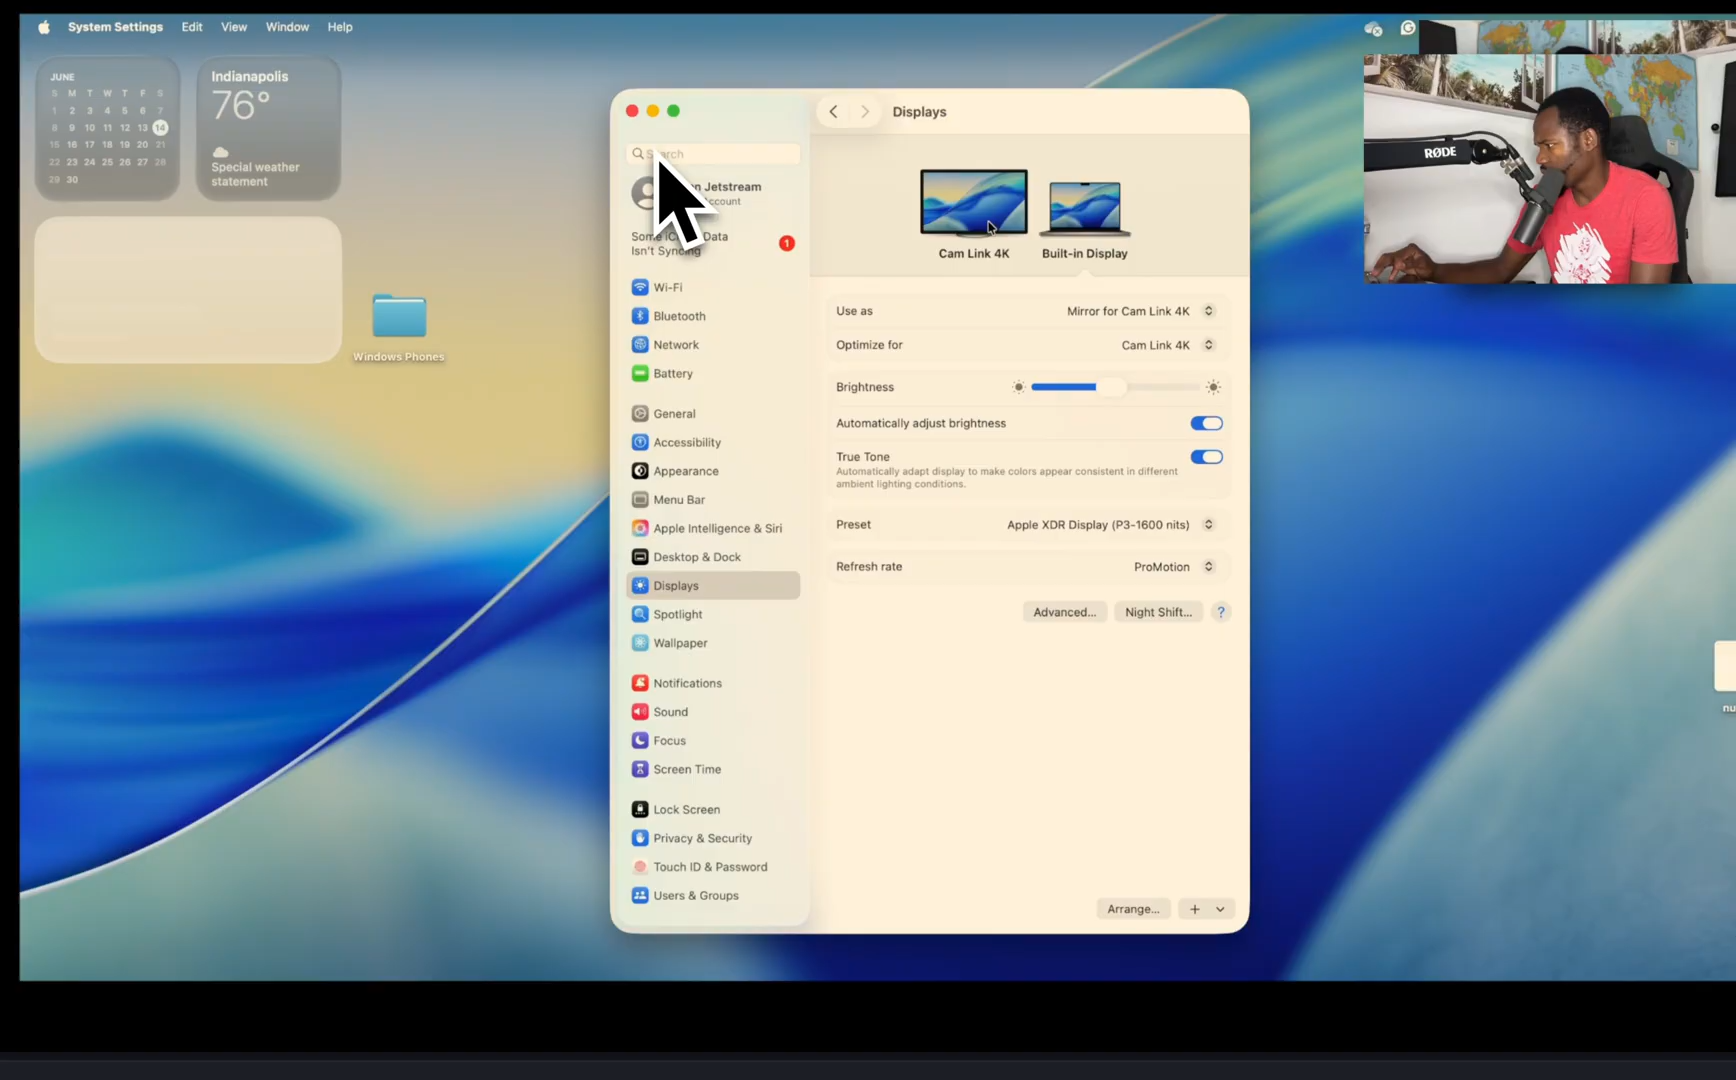 System Settings Edit View Window Help
JUNE
S M T W T F S
1 2 3 4 5 6 7
8 9 10 11 12 13 14
15 16 17 18 19 20 21
22 23 24 25 26 27 28
29 30
Indianapolis
76°
Special weather
statement
Windows Phones
Displays
Jetstream
Some Data
Isn't Syncing
1
Wi-Fi
Bluetooth
Network
Battery
General
Accessibility
Appearance
Menu Bar
Apple Intelligence & Siri
Desktop & Dock
Displays
Spotlight
Wallpaper
Notifications
Sound
Focus
Screen Time
Lock Screen
Privacy & Security
Touch ID & Password
Users & Groups
Cam Link 4K
Built-in Display
Use as Mirror for Cam Link 4K
Optimize for Cam Link 4K
Brightness
Automatically adjust brightness
True Tone
Automatically adapt display to make colors appear consistent in different
ambient lighting conditions.
Preset Apple XDR Display (P3-1600 nits)
Refresh rate ProMotion
Advanced... Night Shift... ?
Arrange...
RØDE